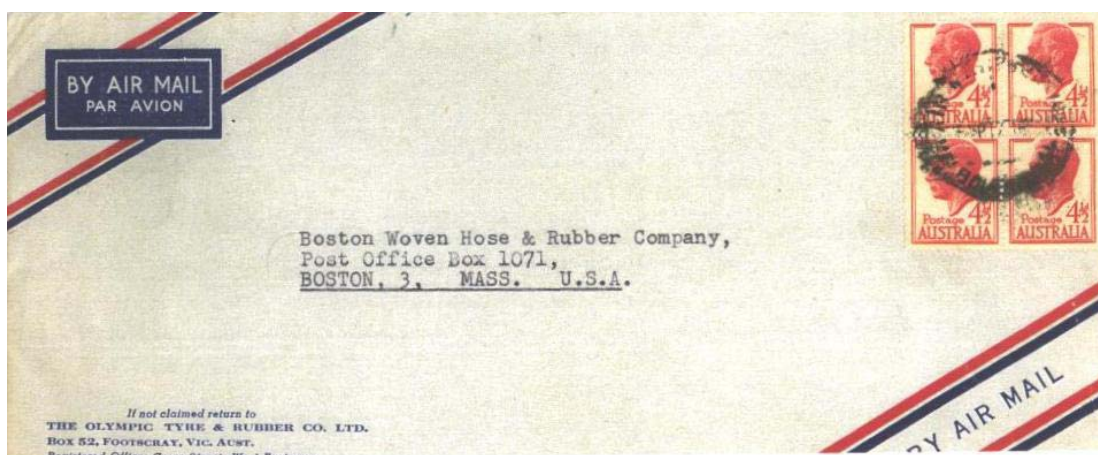 BY AIR MAIL
PAR AVION
Postage 4½
AUSTRALIA
Postage 4½
AUSTRALIA
Postage 4½
AUSTRALIA
Postage 4½
AUSTRALIA
Boston Woven Hose & Rubber Company,
Post Office Box 1071,
BOSTON, 3, MASS. U.S.A.
If not claimed return to
THE OLYMPIC TYRE & RUBBER CO. LTD.
Box 52, Footscray, Vic. Aust.
BY AIR MAIL